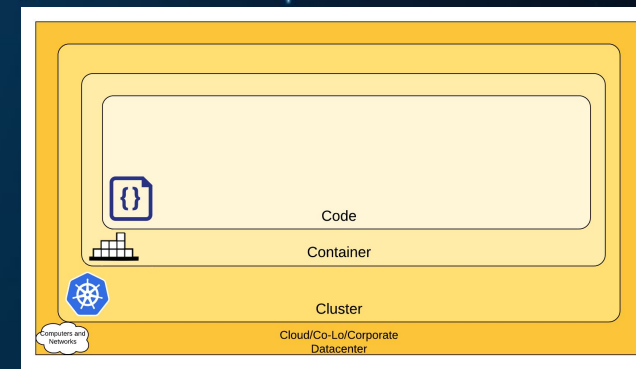 {}
Code
Container
Cluster
Computers and
Networks
Cloud/Co-Lo/Corporate
Datacenter